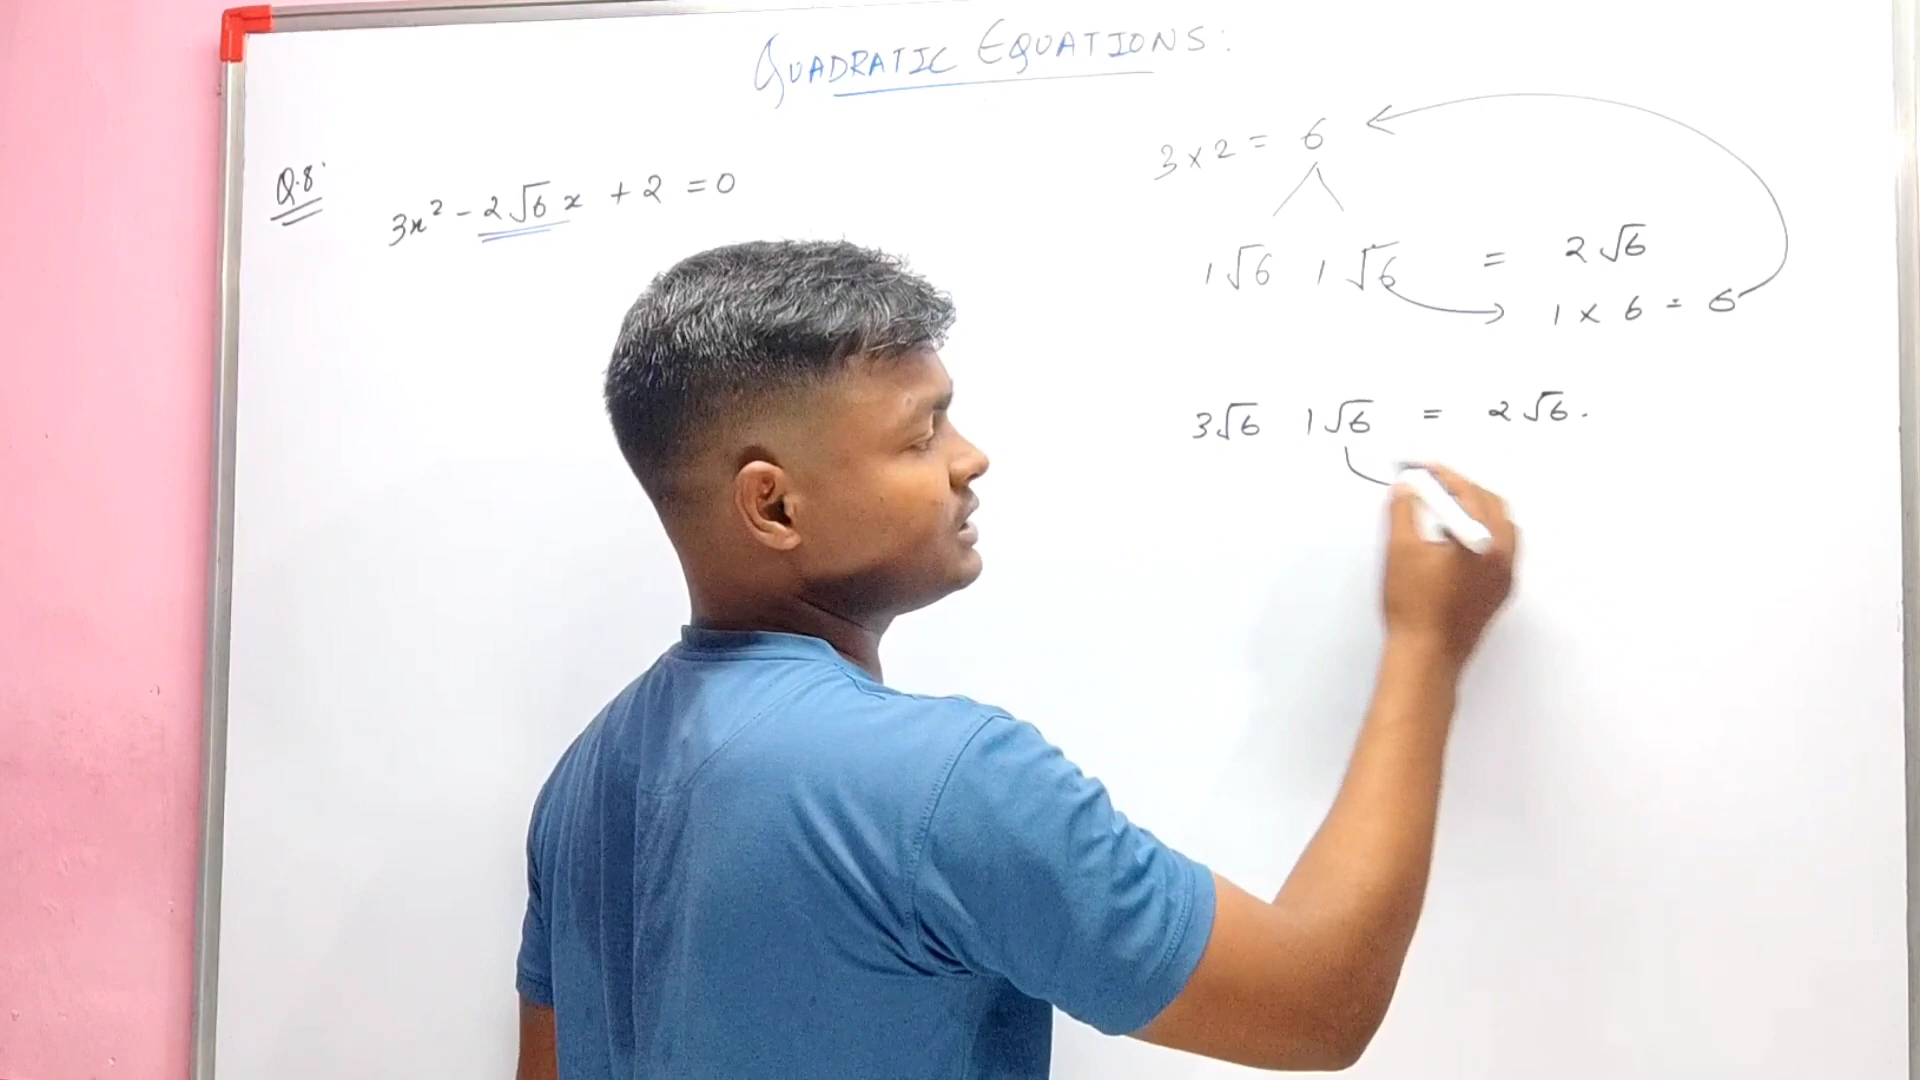 QUADRATIC EQUATIONS:
Q.8
3x² - 2√6 x + 2 = 0
3 x 2 = 6
1√6 1√6 = 2√6
1 x 6 = 6
3√6 1√6 = 2√6.